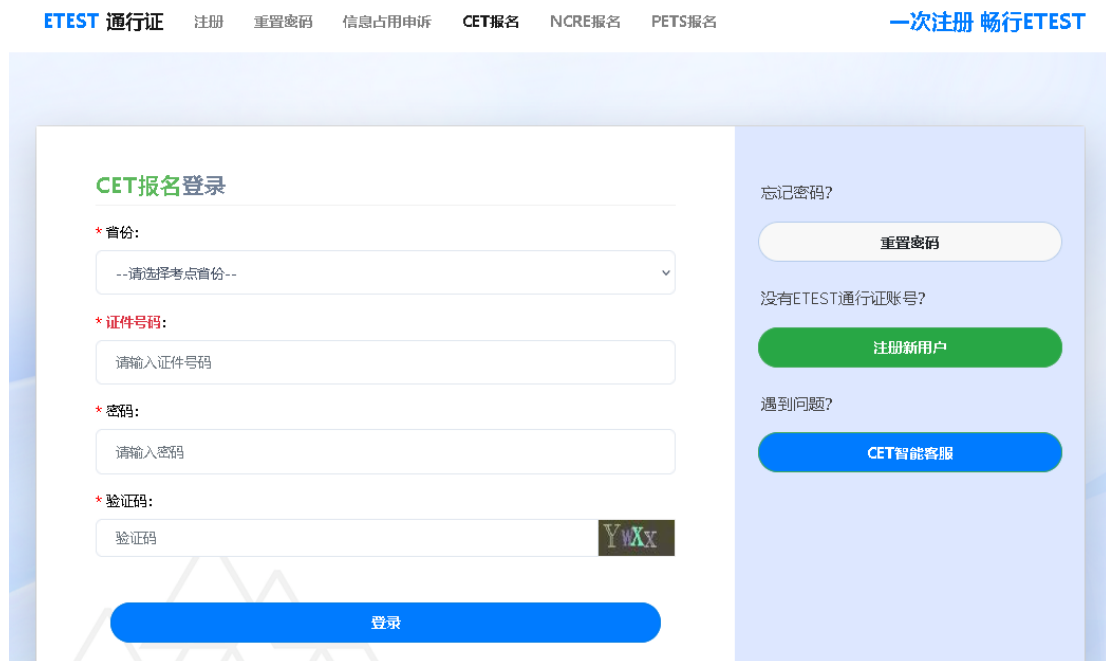 ETEST 通行证 注册 重置密码 信息占用申诉 CET报名 NCRE报名 PETS报名 一次注册 畅行ETEST
CET报名登录
* 省份:
--请选择考点省份--
* 证件号码:
请输入证件号码
* 密码:
请输入密码
* 验证码:
验证码 YwXx
登录
忘记密码?
重置密码
没有ETEST通行证账号?
注册新用户
遇到问题?
CET智能客服